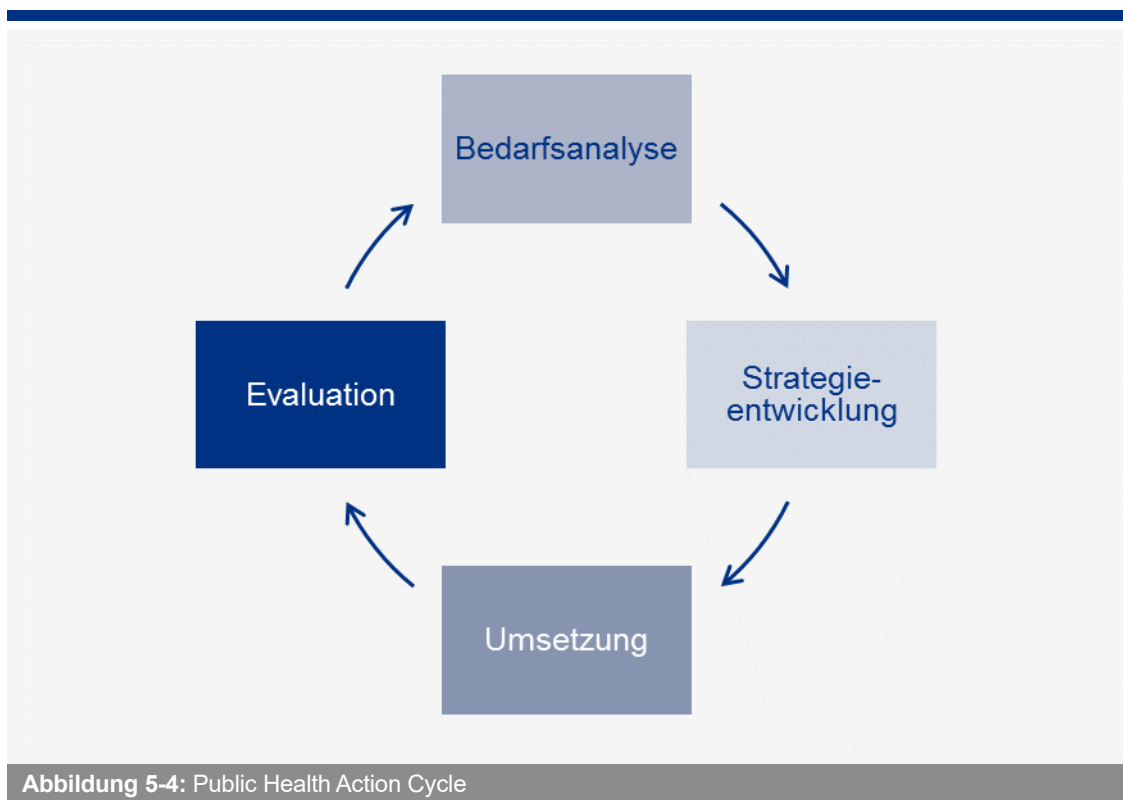 Bedarfsanalyse
Strategie-
entwicklung
Umsetzung
Evaluation
Abbildung 5-4: Public Health Action Cycle